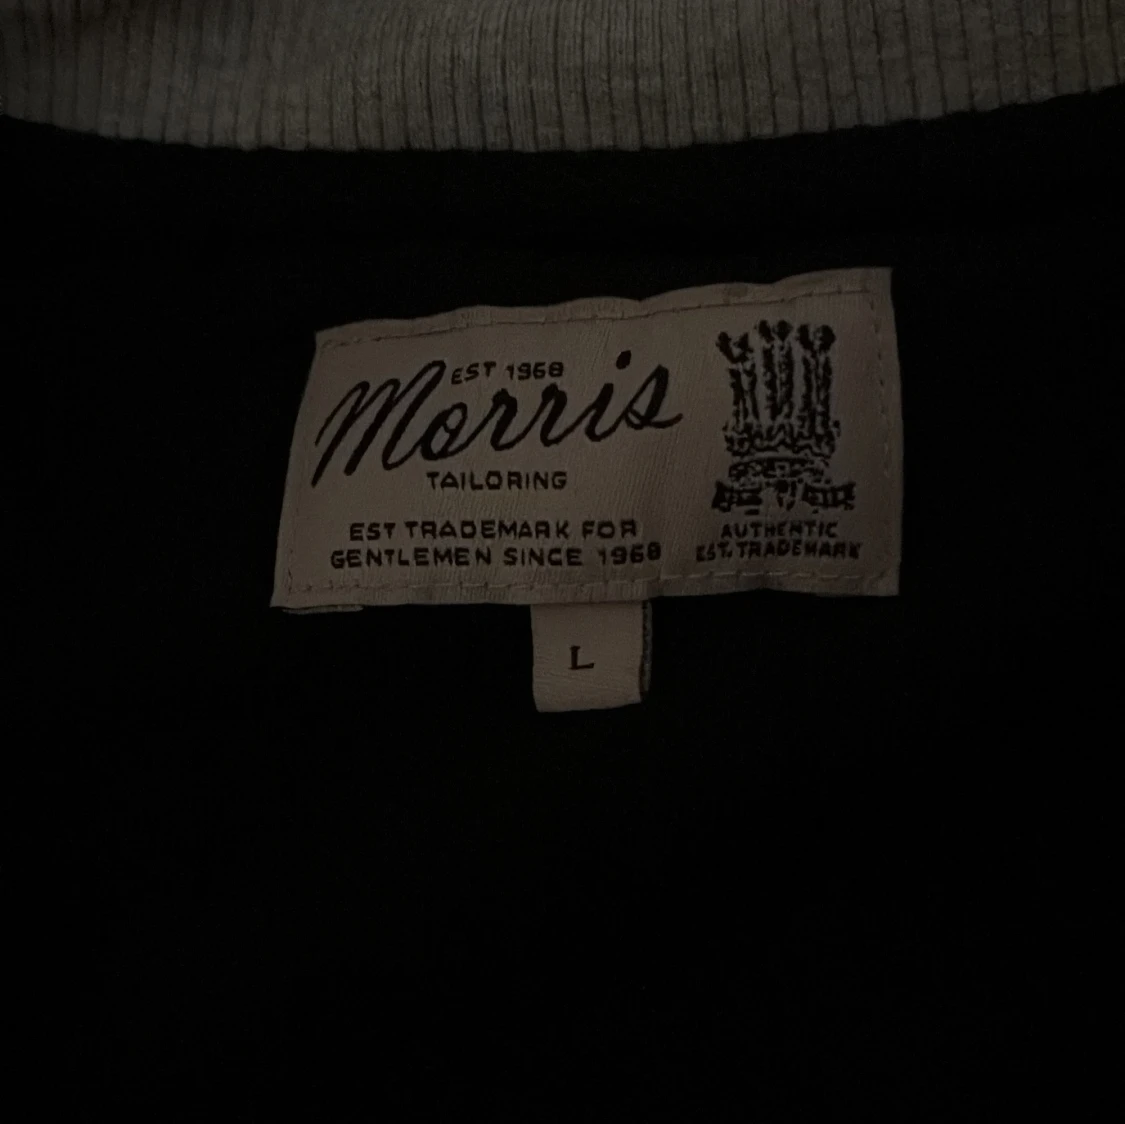 EST 1968
Morris
TAILORING
EST TRADEMARK FOR
GENTLEMEN SINCE 1968
AUTHENTIC
EST. TRADEMARK
L